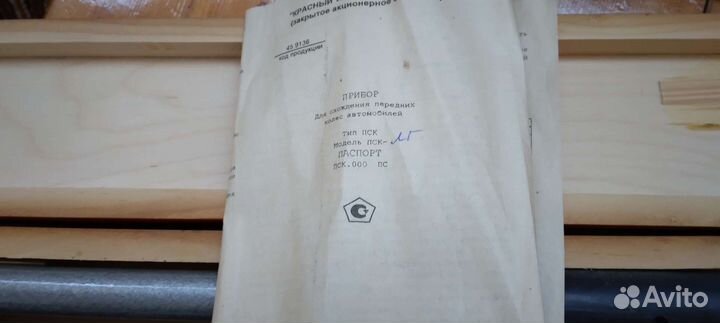 "КРАСНЫЙ
(закрытое акционерное
45 9136
код продукции
ПРИБОР
Для схождения передних
колес автомобилей
Тип ПСК
Модель ПСК-ЛГ
ПАСПОРТ
ПСК.000 ПС
Avito